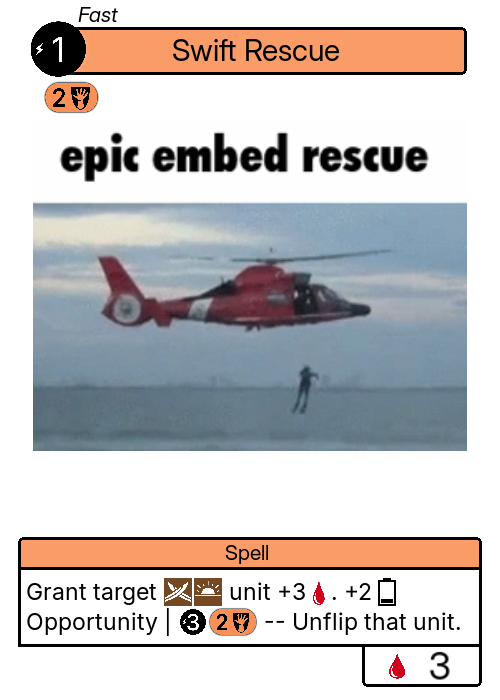 Fast
1
Swift Rescue
2
epic embed rescue
Spell
Grant target unit +3 . +2
Opportunity | 3 2 -- Unflip that unit.
3